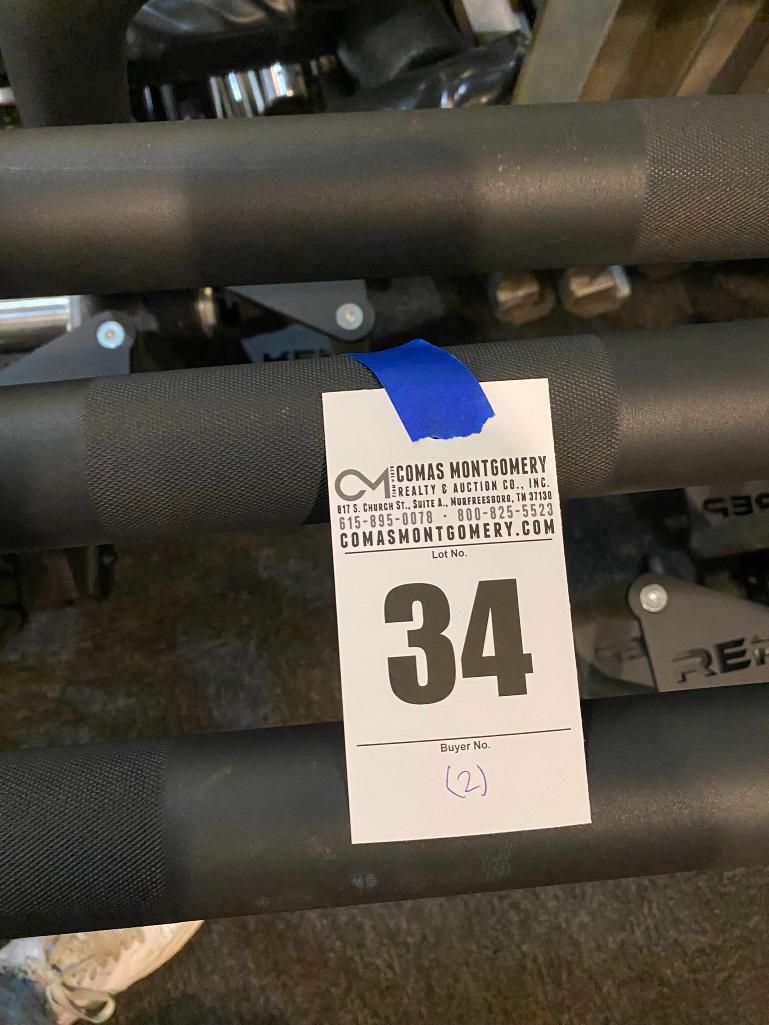 CM
COMAS MONTGOMERY
REALTY & AUCTION CO., INC.
817 S. CHURCH ST., SUITE A., MURFREESBORO, TN 37130
615-895-0078 · 800-825-5523
COMASMONTGOMERY.COM
Lot No.
34
Buyer No.
(2)